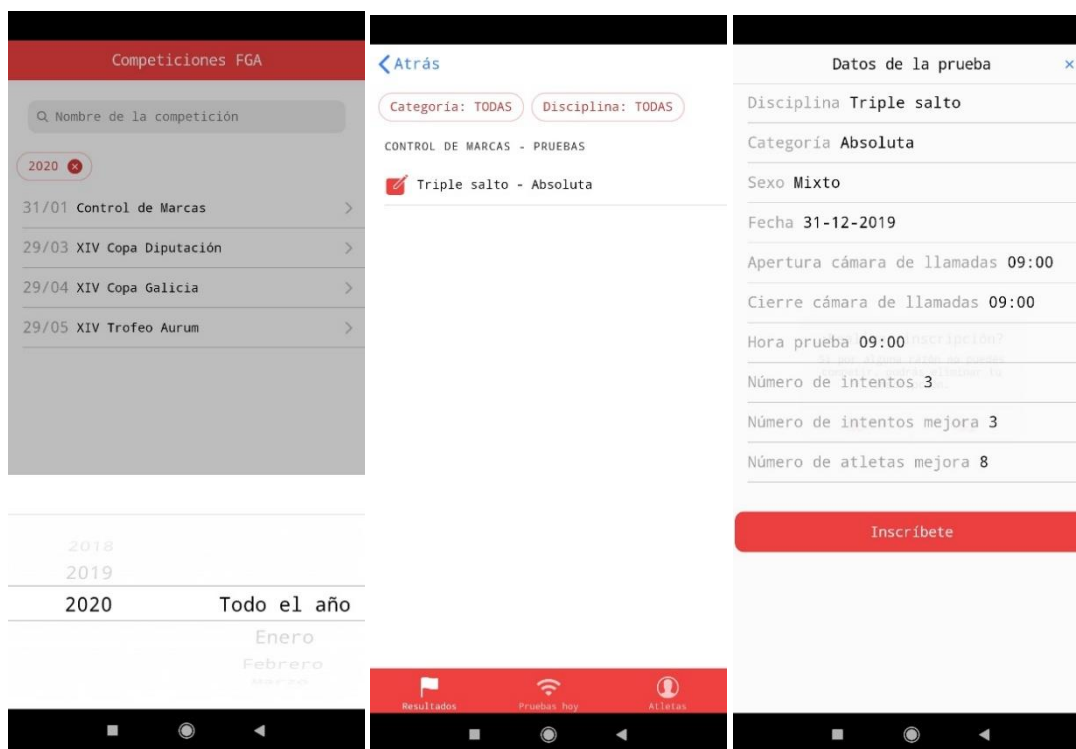 Competiciones FGA
Nombre de la competición
2020
31/01 Control de Marcas
29/03 XIV Copa Diputación
29/04 XIV Copa Galicia
29/05 XIV Trofeo Aurum
2018
2019
2020 Todo el año
Enero
Febrero
Marzo
Atrás
Categoría: TODAS Disciplina: TODAS
CONTROL DE MARCAS - PRUEBAS
Triple salto - Absoluta
Resultados Pruebas hoy Atletas
Datos de la prueba ×
Disciplina Triple salto
Categoría Absoluta
Sexo Mixto
Fecha 31-12-2019
Apertura cámara de llamadas 09:00
Cierre cámara de llamadas 09:00
Hora prueba 09:00
Número de intentos 3
Número de intentos mejora 3
Número de atletas mejora 8
Inscríbete